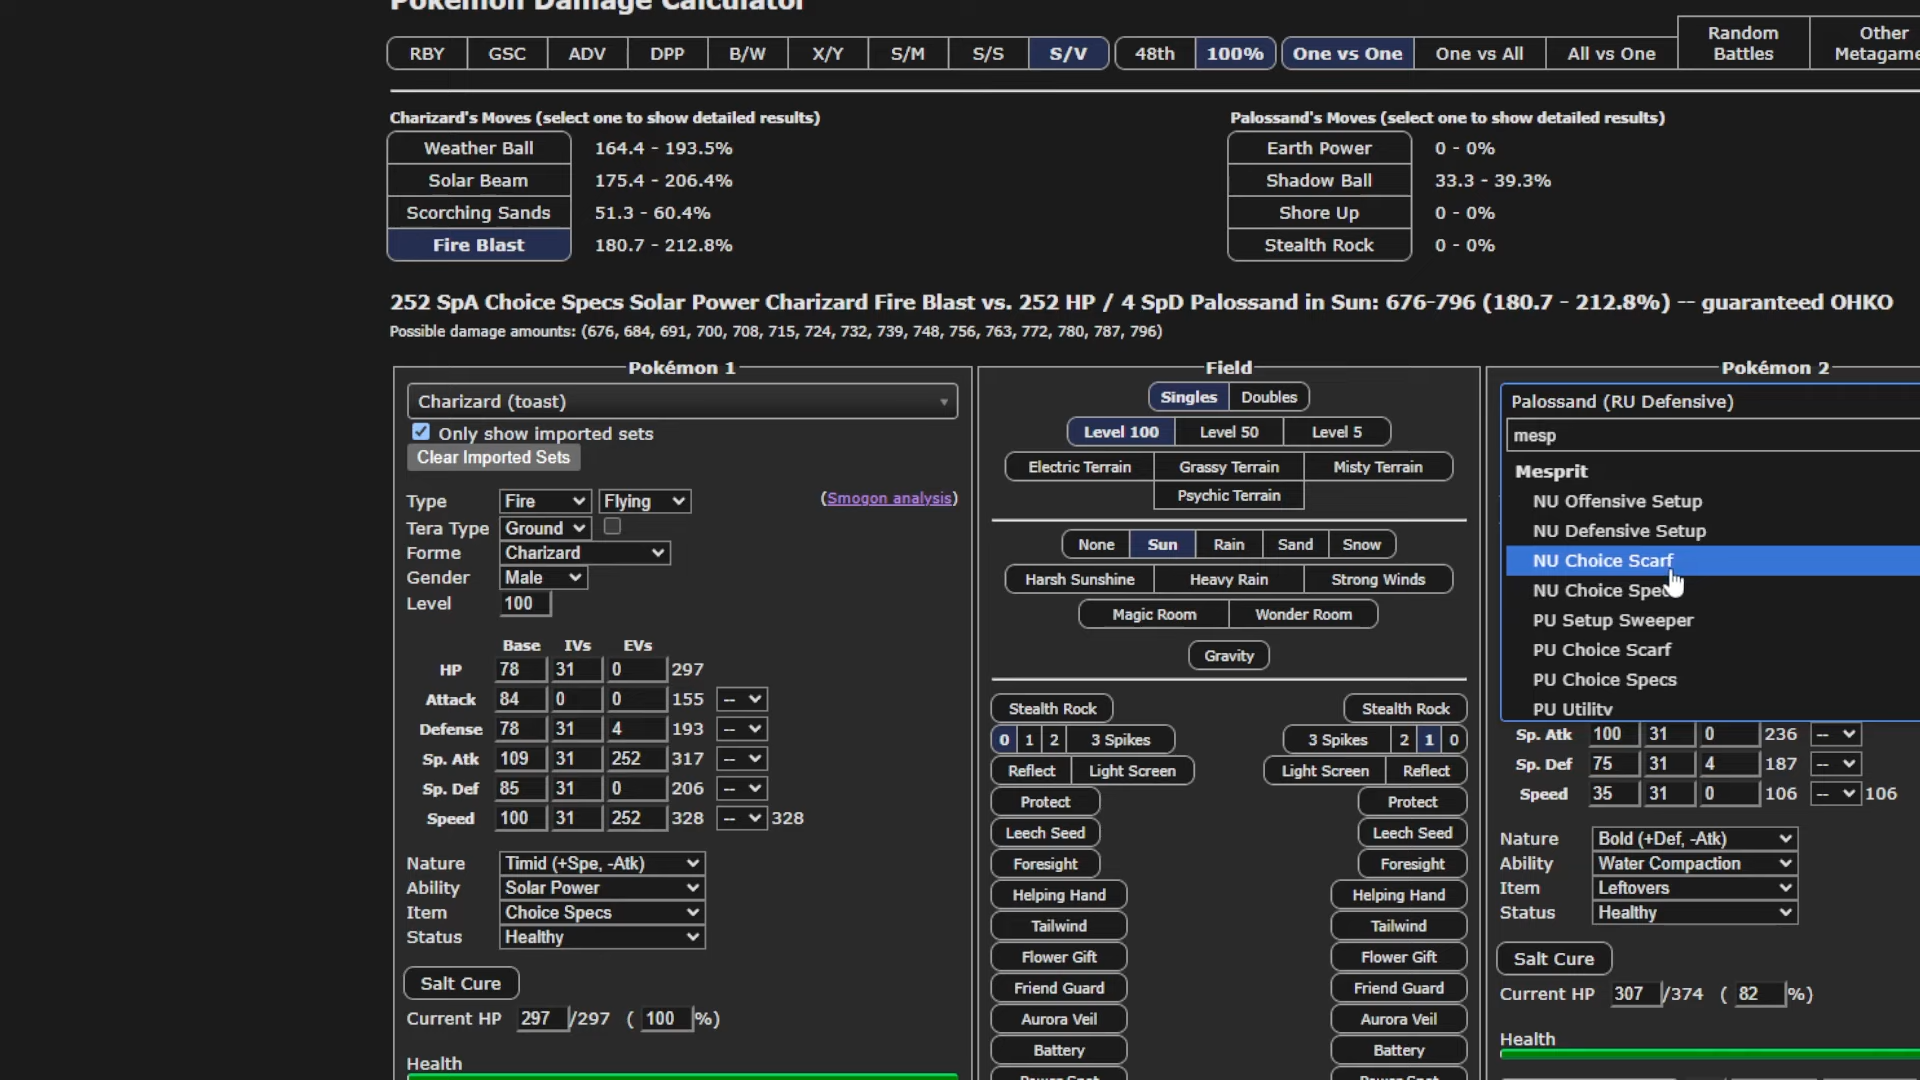 Pokémon Damage Calculator
RBY GSC ADV DPP B/W X/Y S/M S/S S/V 48th 100% One vs One One vs All All vs One Random Battles Other Metagame
Charizard's Moves (select one to show detailed results) Palossand's Moves (select one to show detailed results)
Weather Ball 164.4 - 193.5% Earth Power 0 - 0%
Solar Beam 175.4 - 206.4% Shadow Ball 33.3 - 39.3%
Scorching Sands 51.3 - 60.4% Shore Up 0 - 0%
Fire Blast 180.7 - 212.8% Stealth Rock 0 - 0%
252 SpA Choice Specs Solar Power Charizard Fire Blast vs. 252 HP / 4 SpD Palossand in Sun: 676-796 (180.7 - 212.8%) -- guaranteed OHKO
Possible damage amounts: (676, 684, 691, 700, 708, 715, 724, 732, 739, 748, 756, 763, 772, 780, 787, 796)
Pokémon 1
Charizard (toast)
Only show imported sets
Clear Imported Sets
Type Fire Flying (Smogon analysis)
Tera Type Ground
Forme Charizard
Gender Male
Level 100
Base IVs EVs
HP 78 31 0 297
Attack 84 0 0 155 --
Defense 78 31 4 193 --
Sp. Atk 109 31 252 317 --
Sp. Def 85 31 0 206 --
Speed 100 31 252 328 -- 328
Nature Timid (+Spe, -Atk)
Ability Solar Power
Item Choice Specs
Status Healthy
Salt Cure
Current HP 297 /297 ( 100 %)
Health
Field
Singles Doubles
Level 100 Level 50 Level 5
Electric Terrain Grassy Terrain Misty Terrain
Psychic Terrain
None Sun Rain Sand Snow
Harsh Sunshine Heavy Rain Strong Winds
Magic Room Wonder Room
Gravity
Stealth Rock Stealth Rock
0 1 2 3 Spikes 3 Spikes 2 1 0
Reflect Light Screen Light Screen Reflect
Protect Protect
Leech Seed Leech Seed
Foresight Foresight
Helping Hand Helping Hand
Tailwind Tailwind
Flower Gift Flower Gift
Friend Guard Friend Guard
Aurora Veil Aurora Veil
Battery Battery
Power Spot Power Spot
Pokémon 2
Palossand (RU Defensive)
mesp
Mesprit
NU Offensive Setup
NU Defensive Setup
NU Choice Scarf
NU Choice Spec
PU Setup Sweeper
PU Choice Scarf
PU Choice Specs
PU Utility
Sp. Atk 100 31 0 236 --
Sp. Def 75 31 4 187 --
Speed 35 31 0 106 -- 106
Nature Bold (+Def, -Atk)
Ability Water Compaction
Item Leftovers
Status Healthy
Salt Cure
Current HP 307 /374 ( 82 %)
Health